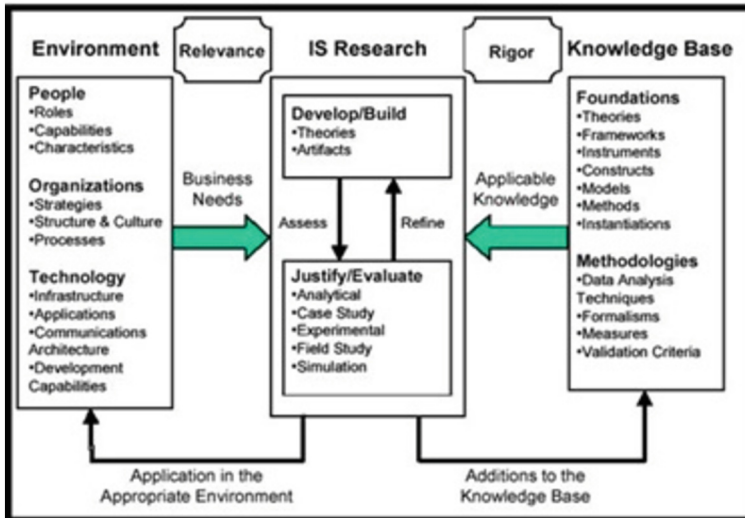 Environment
Relevance
IS Research
Rigor
Knowledge Base
People
•Roles
•Capabilities
•Characteristics
Organizations
•Strategies
•Structure & Culture
•Processes
Technology
•Infrastructure
•Applications
•Communications
Architecture
•Development
Capabilities
Business
Needs
Develop/Build
•Theories
•Artifacts
Assess
Refine
Justify/Evaluate
•Analytical
•Case Study
•Experimental
•Field Study
•Simulation
Applicable
Knowledge
Foundations
•Theories
•Frameworks
•Instruments
•Constructs
•Models
•Methods
•Instantiations
Methodologies
•Data Analysis
Techniques
•Formalisms
•Measures
•Validation Criteria
Application in the
Appropriate Environment
Additions to the
Knowledge Base